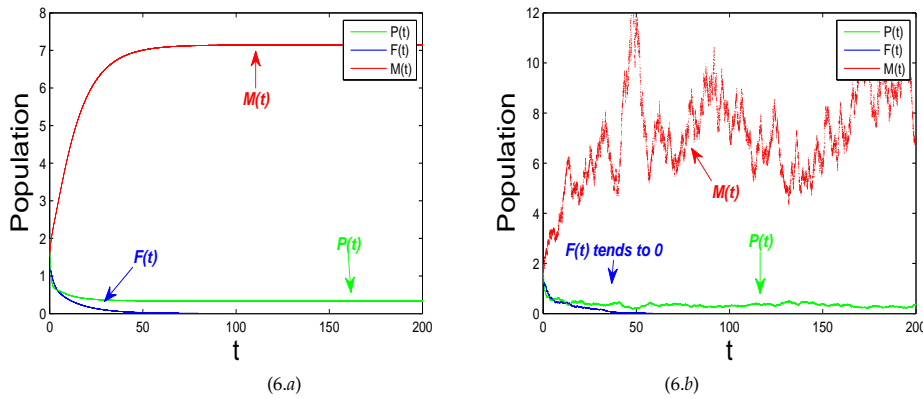 8
7
6
5
4
3
2
1
0
Population
P(t)
F(t)
M(t)
M(t)
F(t)
P(t)
0
50
100
150
200
t
(6.a)
12
10
8
6
4
2
0
Population
P(t)
F(t)
M(t)
M(t)
F(t) tends to 0
P(t)
0
50
100
150
200
t
(6.b)